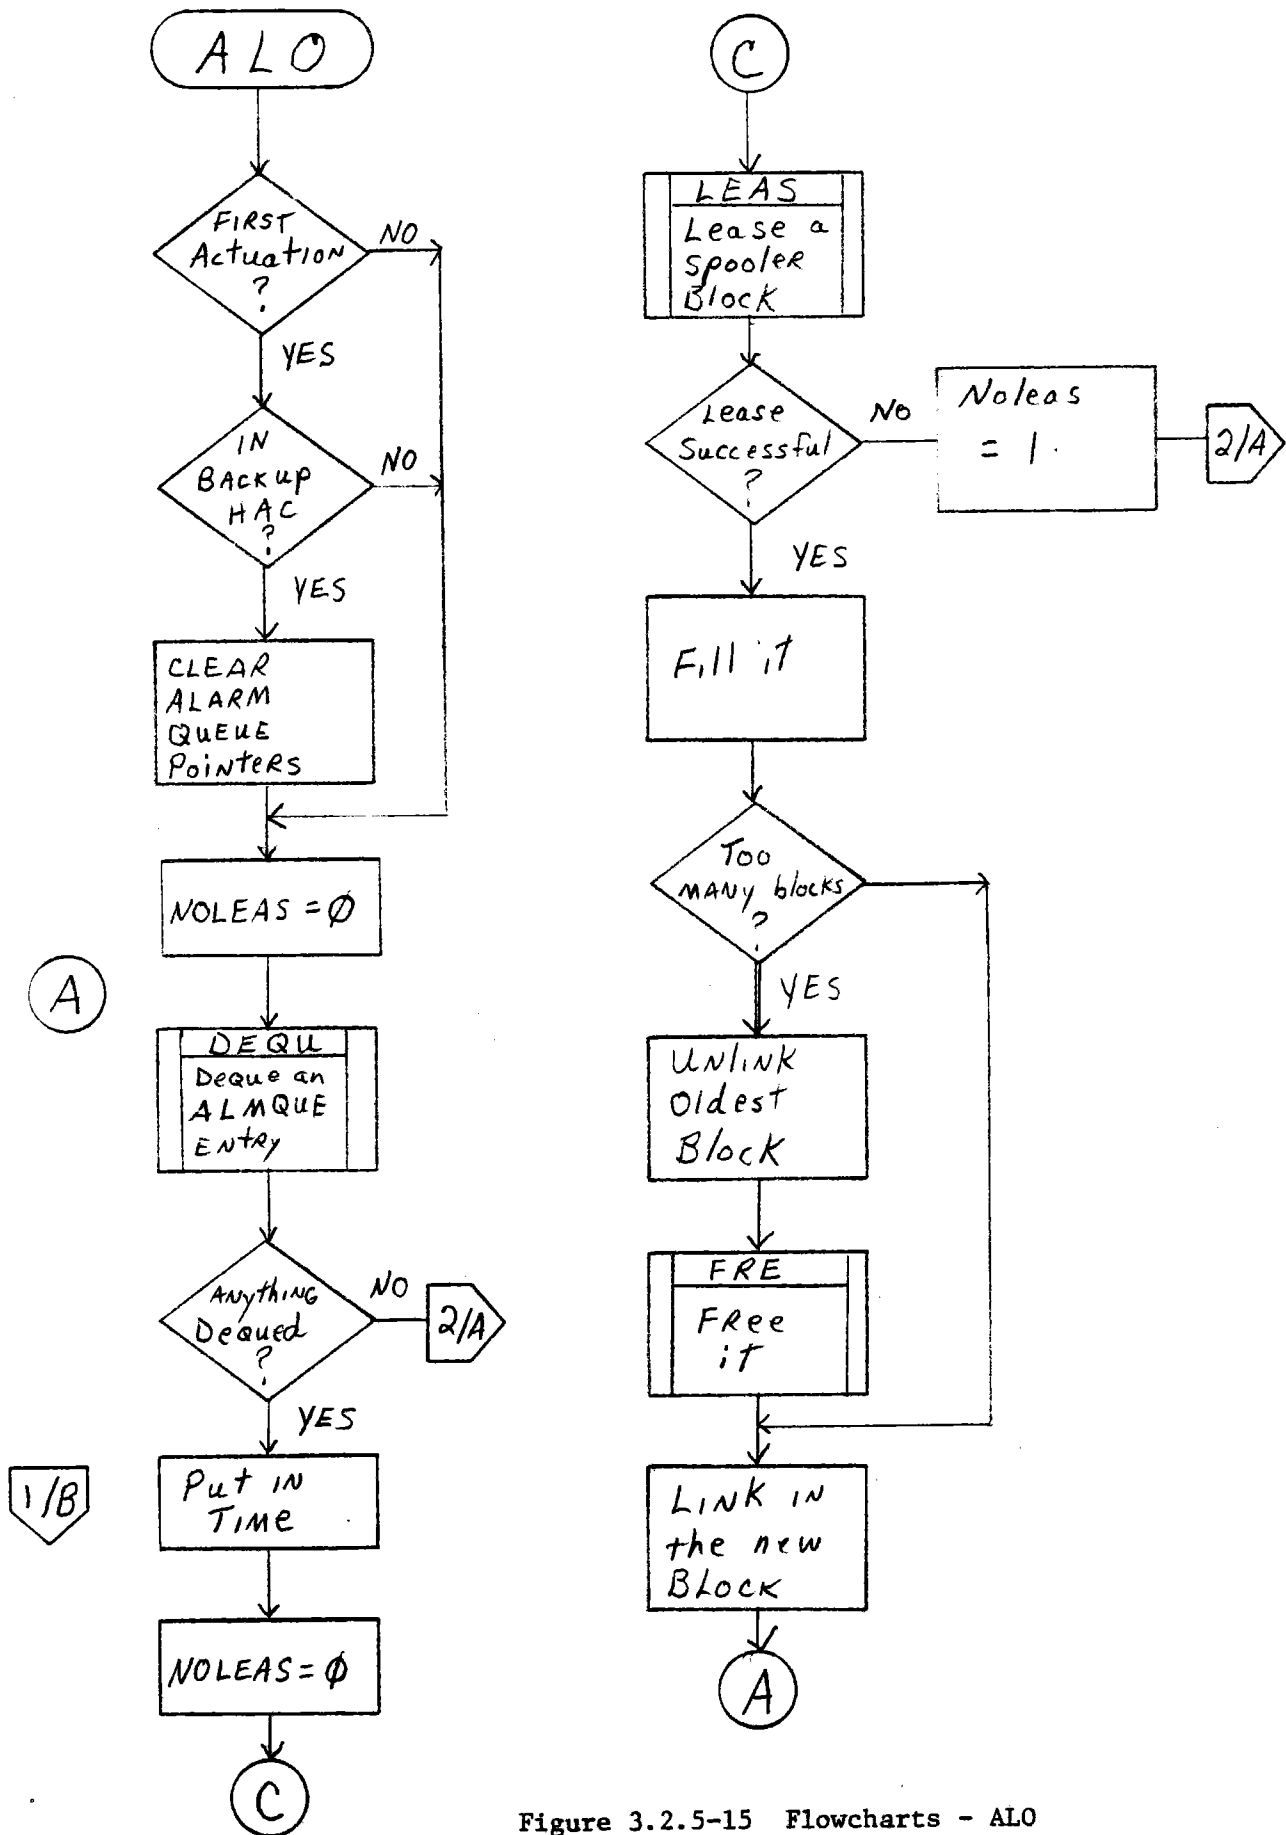 ALO
FIRST
Actuation
?
NO
YES
IN
Backup
HAC
?
NO
YES
CLEAR
ALARM
QUEUE
Pointers
NOLEAS = Ø
A
DEQU
Deque an
ALMQUE
Entry
Anything
Dequed
?
NO
2/A
YES
1/B
Put in
Time
NOLEAS = Ø
C
C
LEAS
Lease a
Spooler
Block
Lease
Successful
?
NO
Noleas
= 1.
2/A
YES
Fill it
Too
MANY blocks
?
YES
UNlink
Oldest
Block
FRE
FRee
it
Link in
the new
Block
A
Figure 3.2.5-15 Flowcharts - ALO